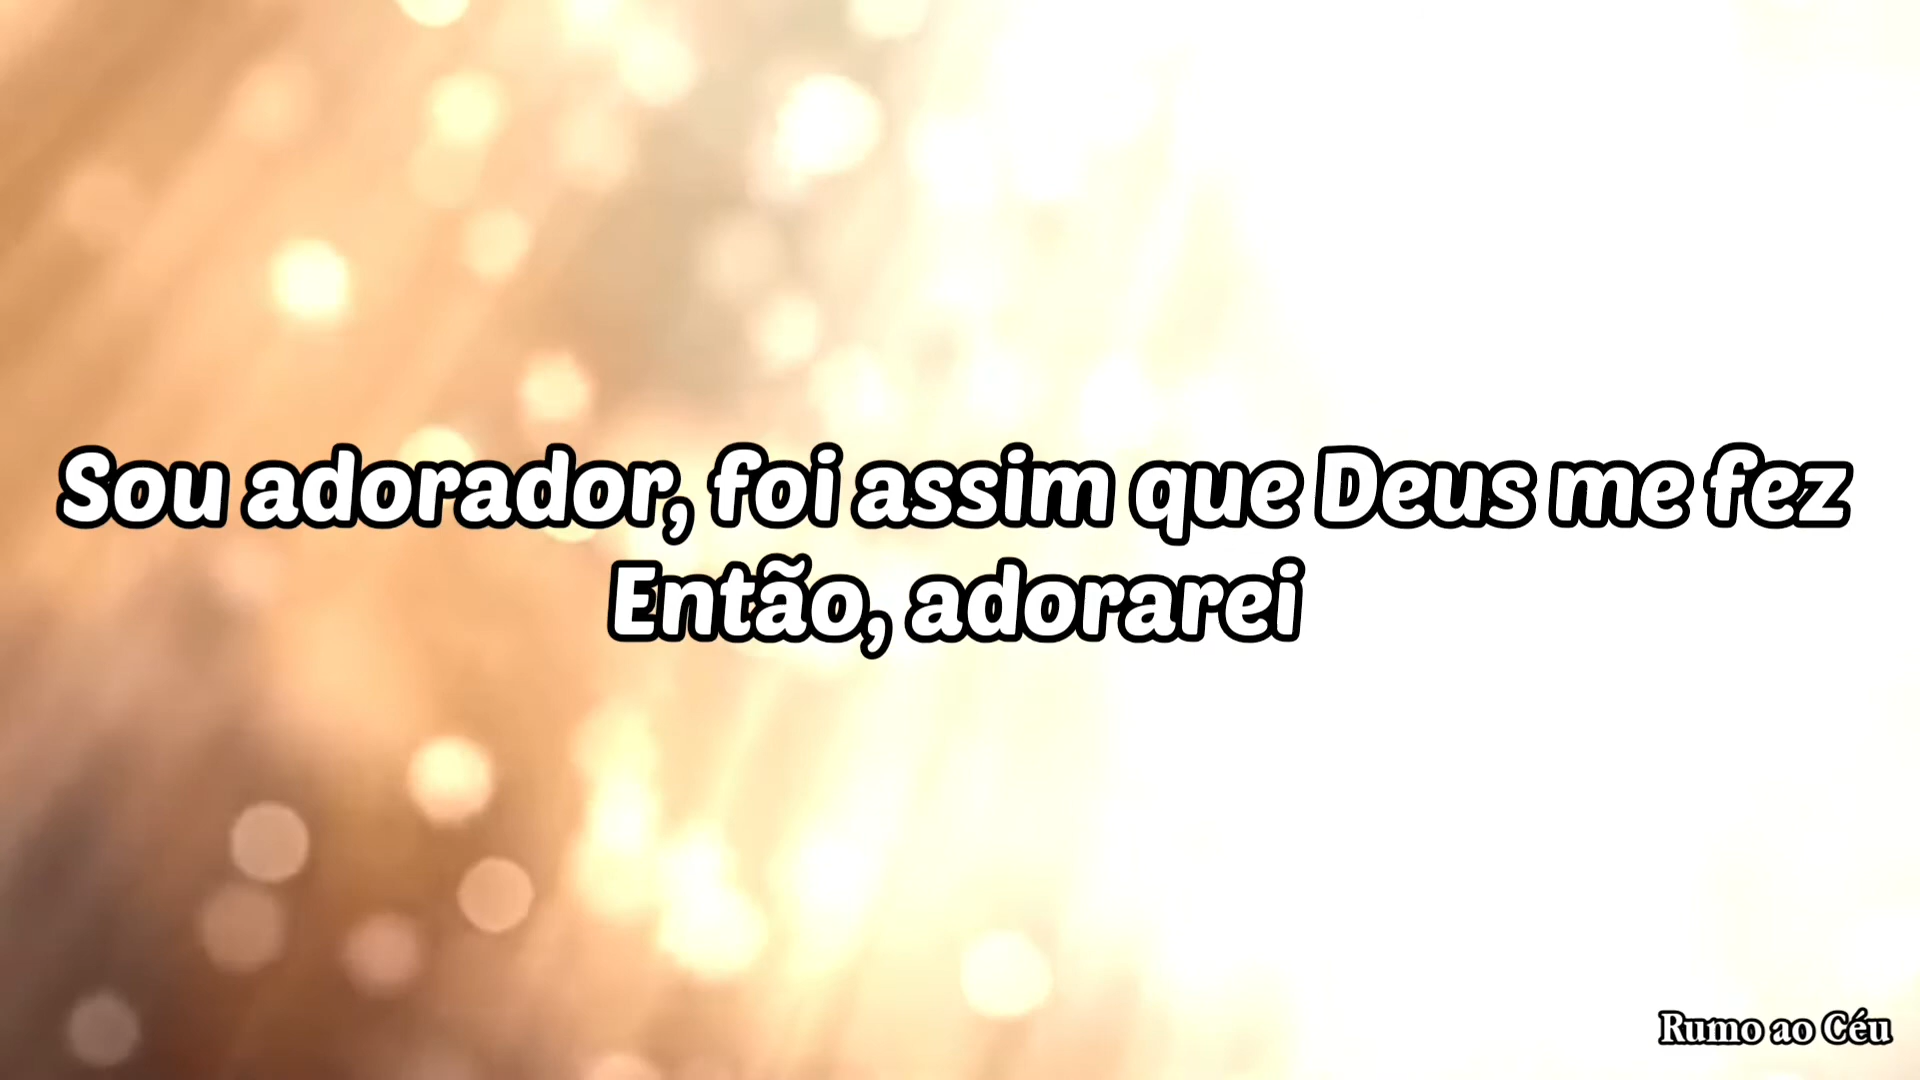 Sou adorador, foi assim que Deus me fez
Então, adorarei
Rumo ao Céu